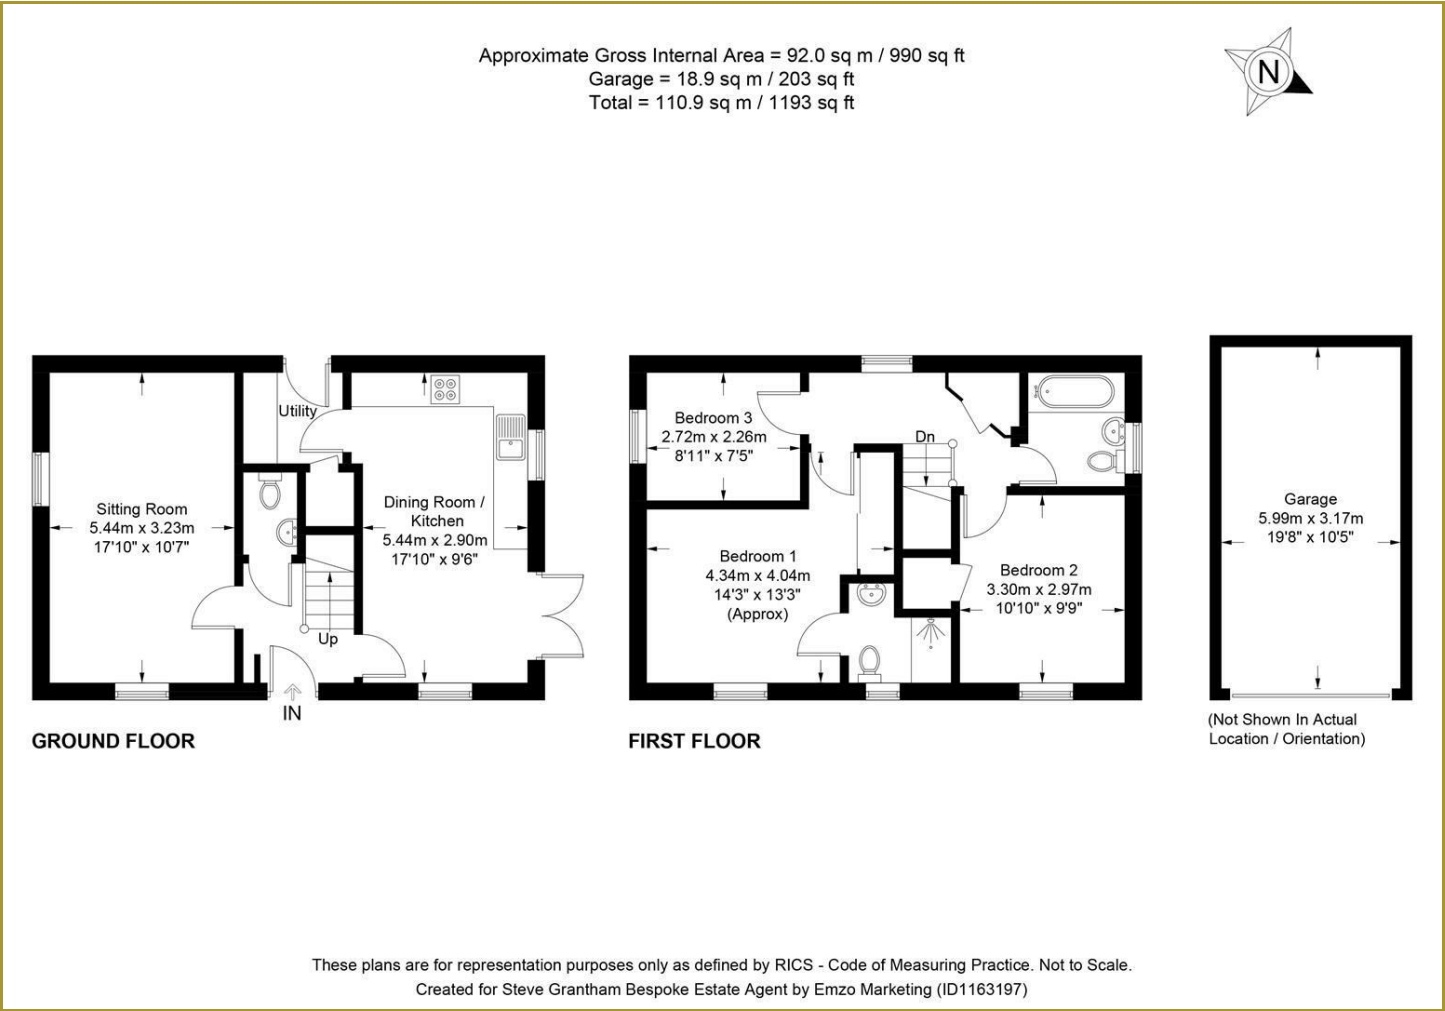 Approximate Gross Internal Area = 92.0 sq m / 990 sq ft
Garage = 18.9 sq m / 203 sq ft
Total = 110.9 sq m / 1193 sq ft
N
Utility
Sitting Room
5.44m x 3.23m
17'10" x 10'7"
Dining Room /
Kitchen
5.44m x 2.90m
17'10" x 9'6"
Up
IN
GROUND FLOOR
Bedroom 3
2.72m x 2.26m
8'11" x 7'5"
Dn
Bedroom 1
4.34m x 4.04m
14'3" x 13'3"
(Approx)
Bedroom 2
3.30m x 2.97m
10'10" x 9'9"
FIRST FLOOR
Garage
5.99m x 3.17m
19'8" x 10'5"
(Not Shown In Actual
Location / Orientation)
These plans are for representation purposes only as defined by RICS - Code of Measuring Practice. Not to Scale.
Created for Steve Grantham Bespoke Estate Agent by Emzo Marketing (ID1163197)